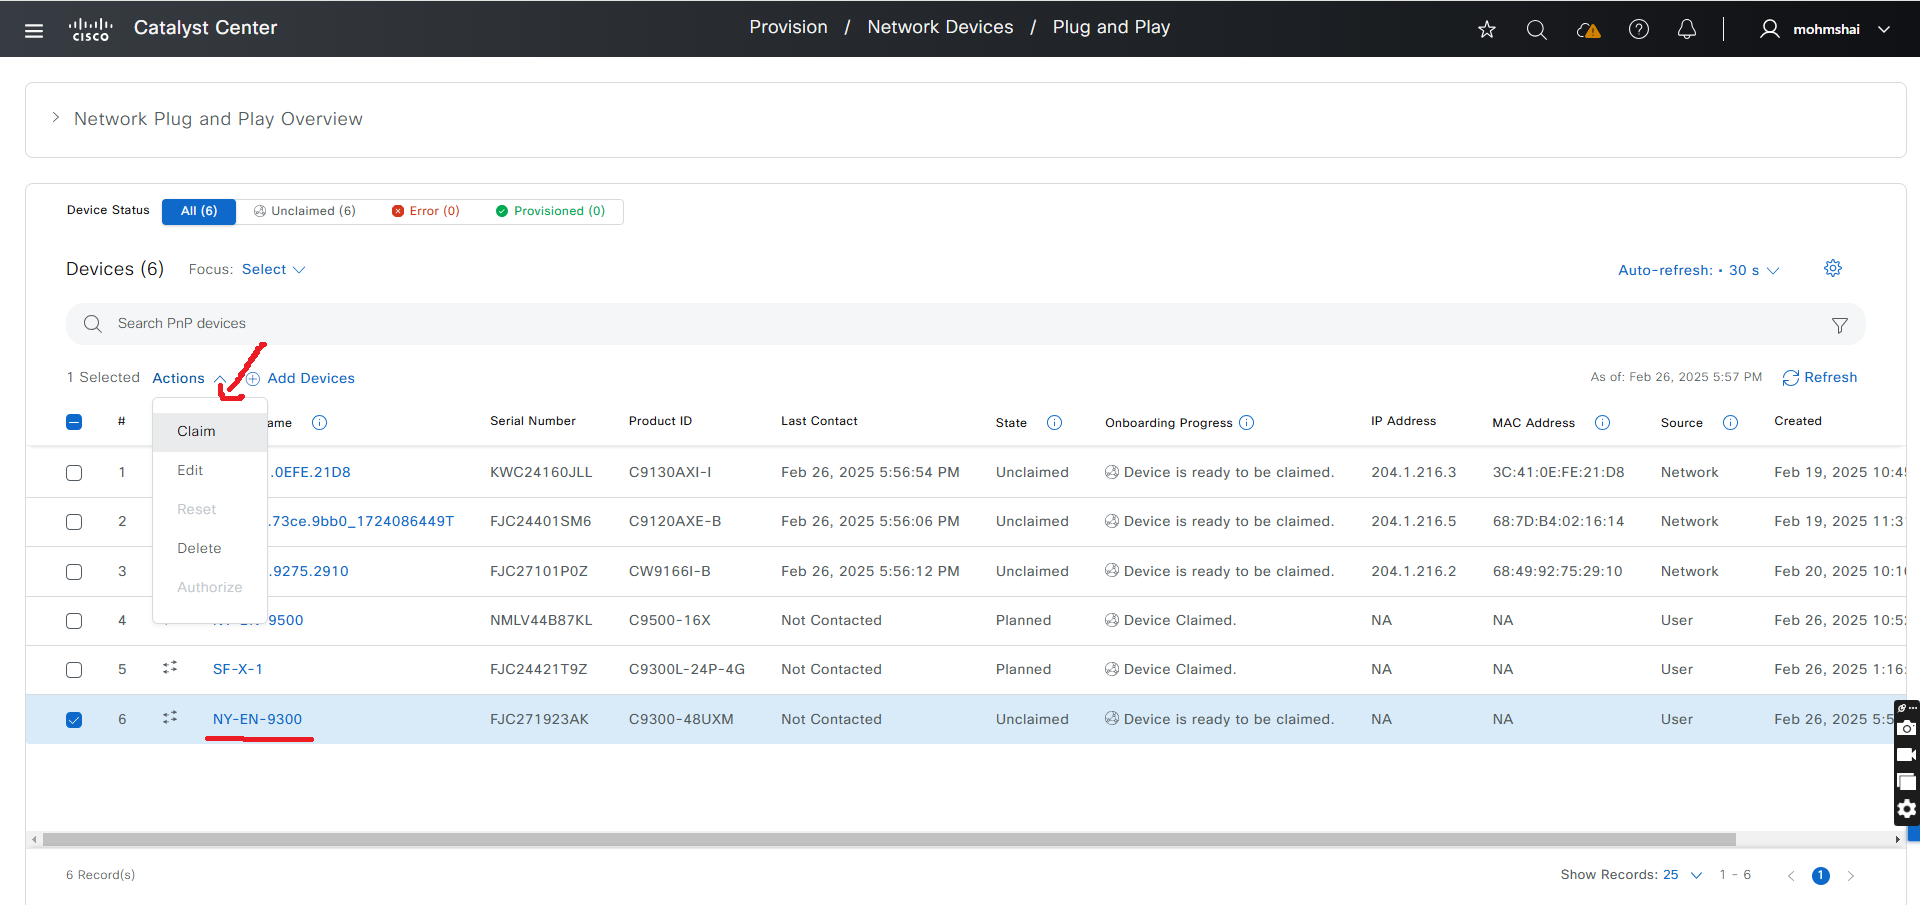 cisco Catalyst Center Provision / Network Devices / Plug and Play mohmshai
Network Plug and Play Overview
Device Status All (6) Unclaimed (6) Error (0) Provisioned (0)
Devices (6) Focus: Select Auto-refresh: • 30 s
Search PnP devices
1 Selected Actions Add Devices As of: Feb 26, 2025 5:57 PM Refresh
# ame Serial Number Product ID Last Contact State Onboarding Progress IP Address MAC Address Source Created
Claim
1 .0EFE.21D8 KWC24160JLL C9130AXI-I Feb 26, 2025 5:56:54 PM Unclaimed Device is ready to be claimed. 204.1.216.3 3C:41:0E:FE:21:D8 Network Feb 19, 2025 10:45
Edit
Reset
2 .73ce.9bb0_1724086449T FJC24401SM6 C9120AXE-B Feb 26, 2025 5:56:06 PM Unclaimed Device is ready to be claimed. 204.1.216.5 68:7D:B4:02:16:14 Network Feb 19, 2025 11:3
Delete
3 .9275.2910 FJC27101P0Z CW9166I-B Feb 26, 2025 5:56:12 PM Unclaimed Device is ready to be claimed. 204.1.216.2 68:49:92:75:29:10 Network Feb 20, 2025 10:1
Authorize
4 NY-EN-9500 NMLV44B87KL C9500-16X Not Contacted Planned Device Claimed. NA NA User Feb 26, 2025 10:5
5 SF-X-1 FJC24421T9Z C9300L-24P-4G Not Contacted Planned Device Claimed. NA NA User Feb 26, 2025 1:16:
6 NY-EN-9300 FJC271923AK C9300-48UXM Not Contacted Unclaimed Device is ready to be claimed. NA NA User Feb 26, 2025 5:5
6 Record(s) Show Records: 25 1 - 6 1